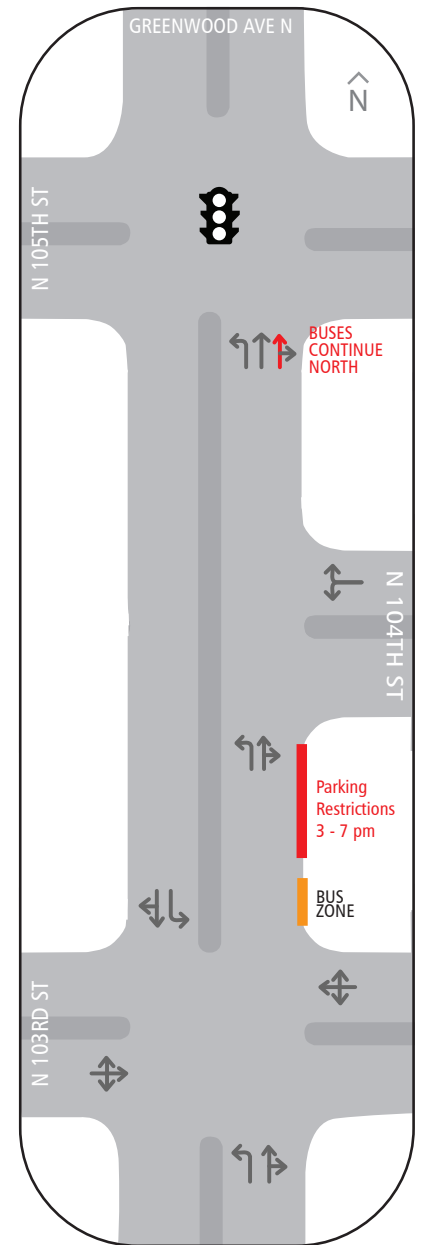 GREENWOOD AVE N
N
N 105TH ST
BUSES
CONTINUE
NORTH
N 104TH ST
Parking
Restrictions
3 - 7 pm
BUS
ZONE
N 103RD ST